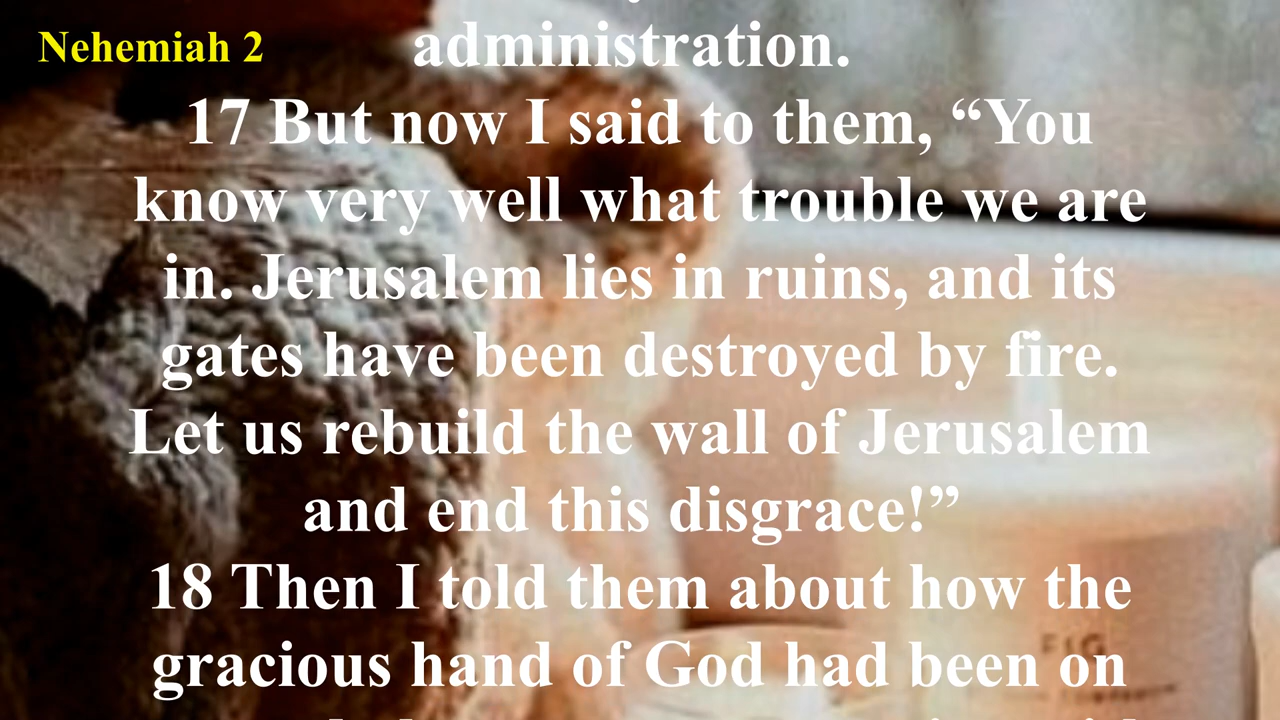 Nehemiah 2
administration.
17 But now I said to them, “You
know very well what trouble we are
in. Jerusalem lies in ruins, and its
gates have been destroyed by fire.
Let us rebuild the wall of Jerusalem
and end this disgrace!”
18 Then I told them about how the
gracious hand of God had been on
FIG